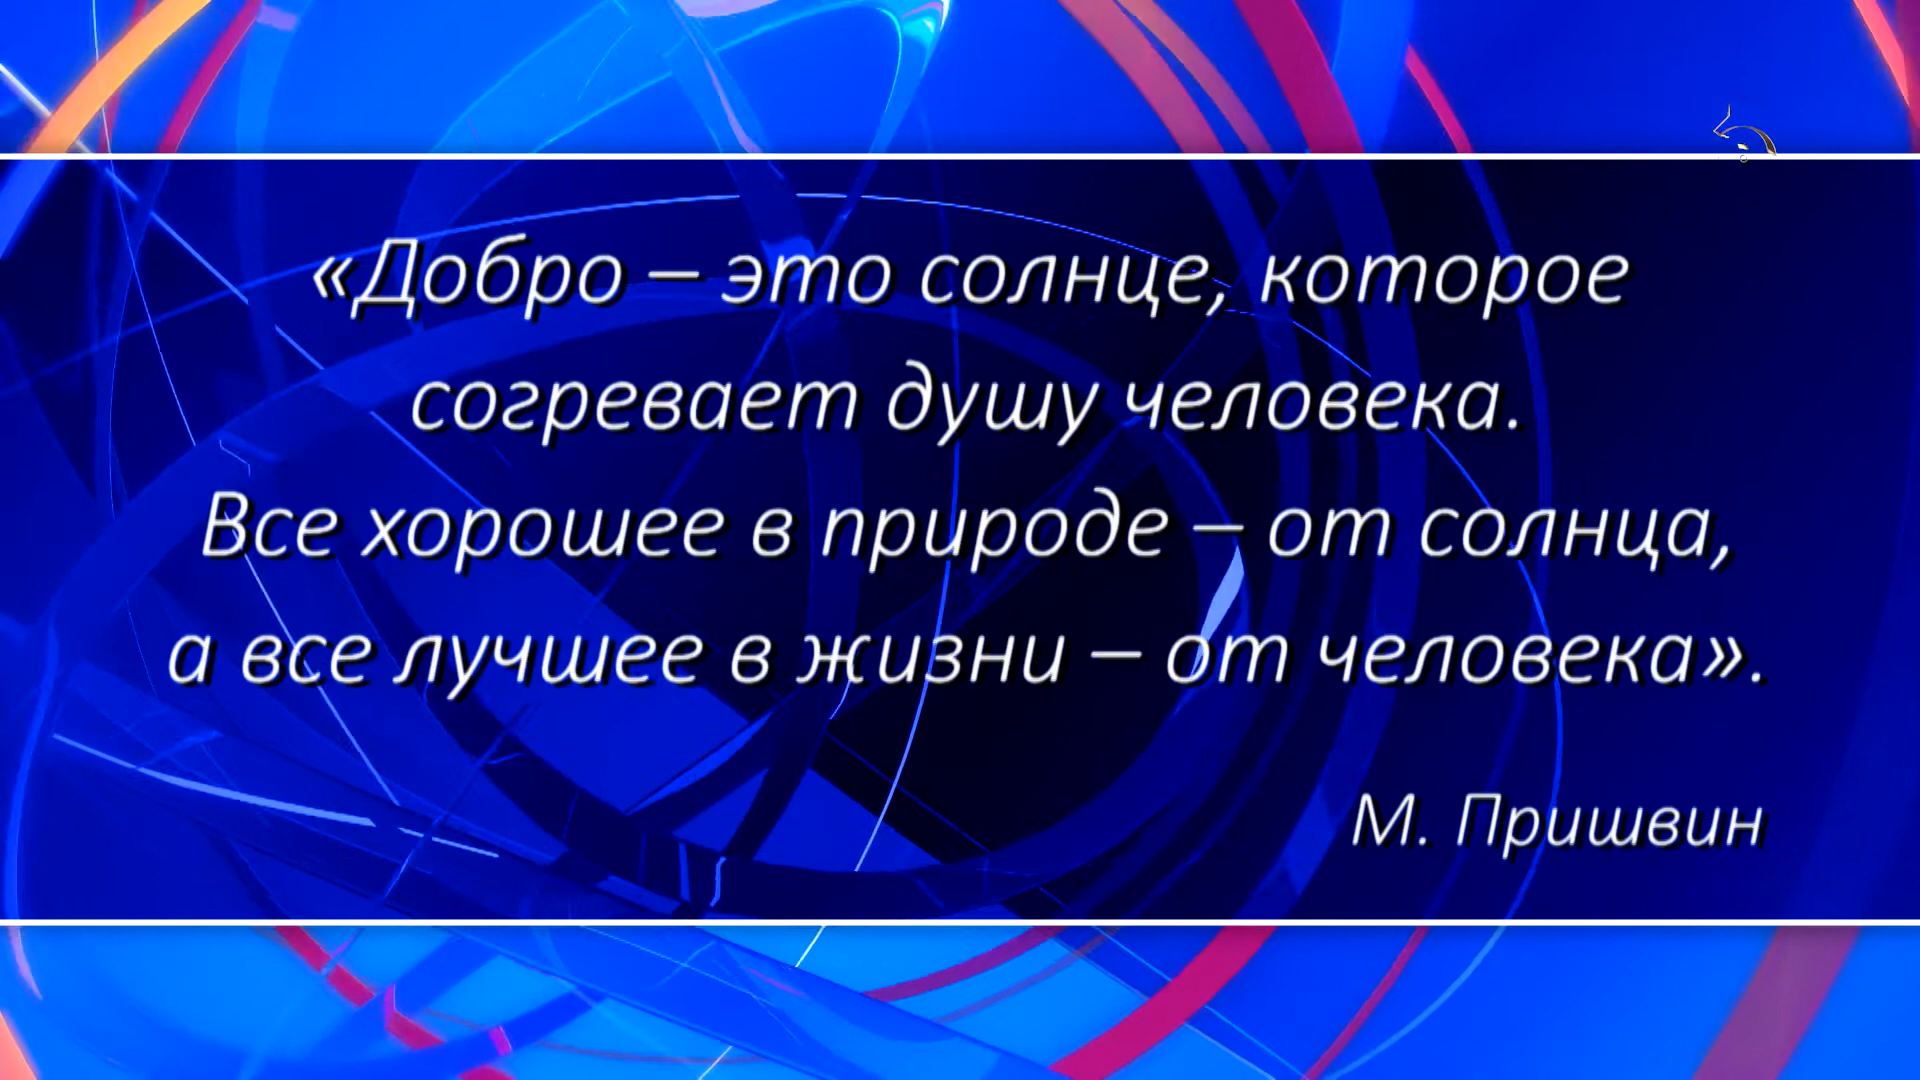 «Добро – это солнце, которое
согревает душу человека.
Все хорошее в природе – от солнца,
а все лучшее в жизни – от человека».
М. Пришвин